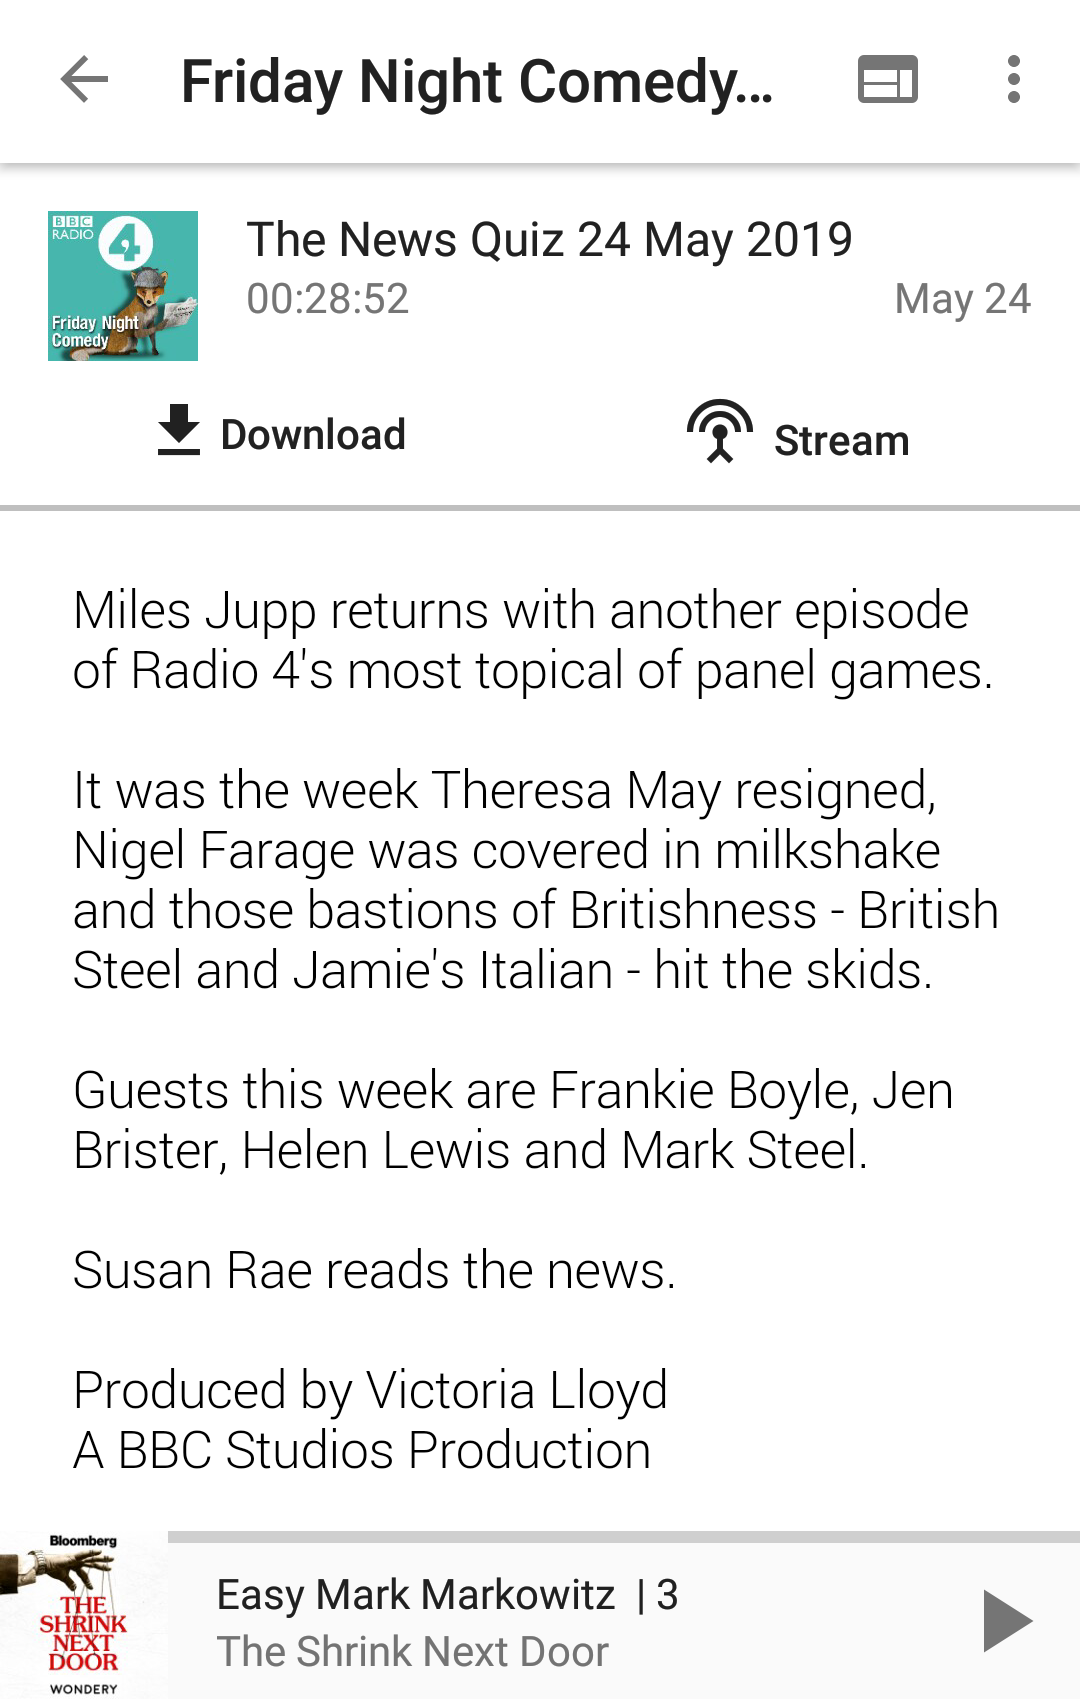 Friday Night Comedy...
BBC
RADIO 4
Friday Night
Comedy
The News Quiz 24 May 2019
00:28:52
May 24
Download
Stream
Miles Jupp returns with another episode
of Radio 4's most topical of panel games.
It was the week Theresa May resigned,
Nigel Farage was covered in milkshake
and those bastions of Britishness - British
Steel and Jamie's Italian - hit the skids.
Guests this week are Frankie Boyle, Jen
Brister, Helen Lewis and Mark Steel.
Susan Rae reads the news.
Produced by Victoria Lloyd
A BBC Studios Production
Bloomberg
THE
SHRINK
NEXT
DOOR
WONDERY
Easy Mark Markowitz | 3
The Shrink Next Door